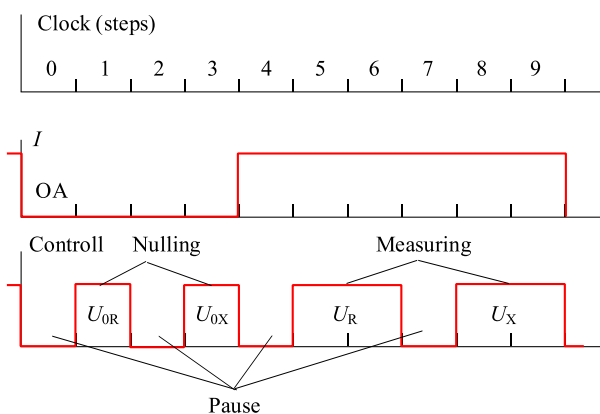 Clock (steps)
0 1 2 3 4 5 6 7 8 9
I
OA
Controll Nulling Measuring
U0R U0X UR UX
Pause